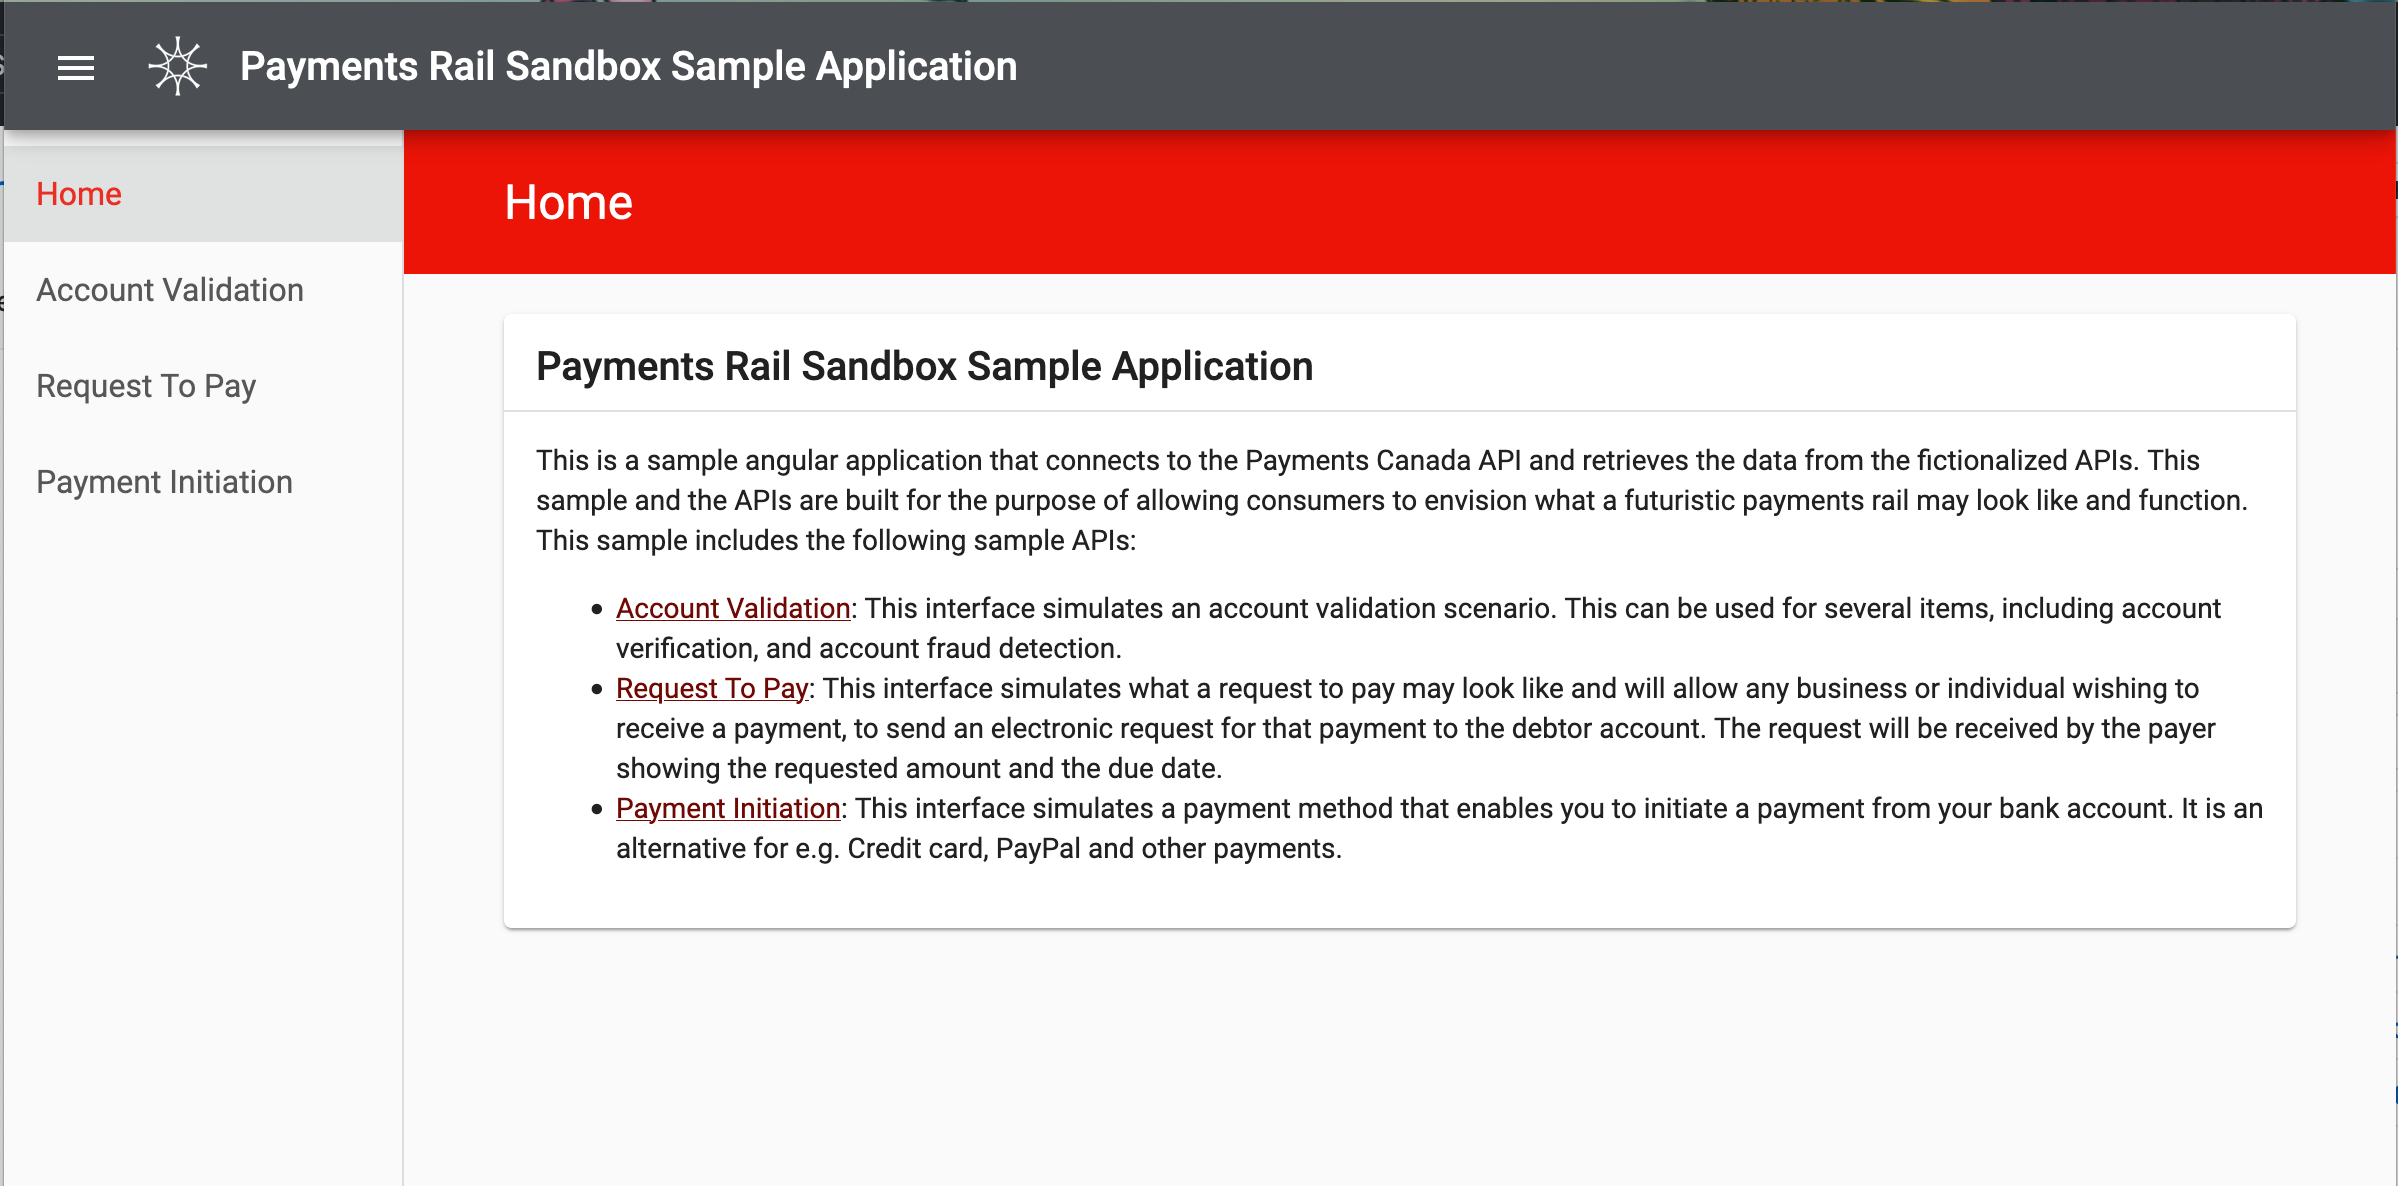 Payments Rail Sandbox Sample Application
Home
Account Validation
Request To Pay
Payment Initiation
Home
Payments Rail Sandbox Sample Application
This is a sample angular application that connects to the Payments Canada API and retrieves the data from the fictionalized APIs. This
sample and the APIs are built for the purpose of allowing consumers to envision what a futuristic payments rail may look like and function.
This sample includes the following sample APIs:
• Account Validation: This interface simulates an account validation scenario. This can be used for several items, including account
verification, and account fraud detection.
• Request To Pay: This interface simulates what a request to pay may look like and will allow any business or individual wishing to
receive a payment, to send an electronic request for that payment to the debtor account. The request will be received by the payer
showing the requested amount and the due date.
• Payment Initiation: This interface simulates a payment method that enables you to initiate a payment from your bank account. It is an
alternative for e.g. Credit card, PayPal and other payments.